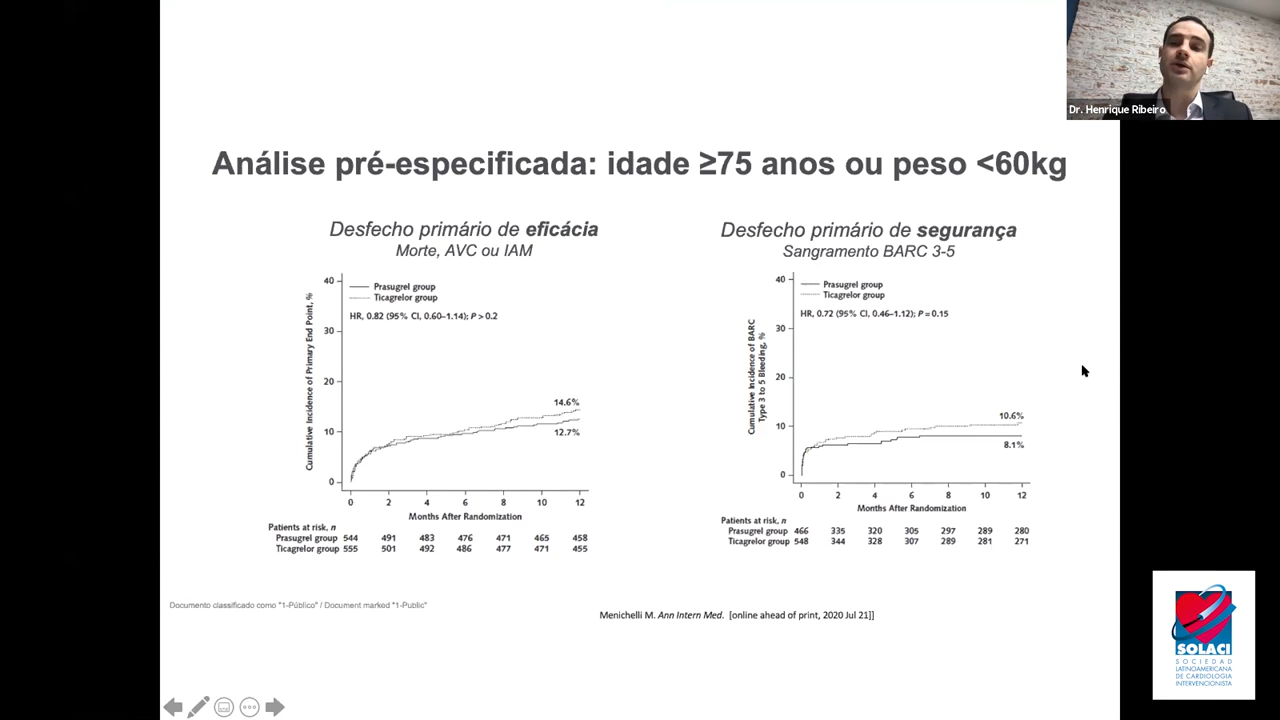 Dr. Henrique Ribeiro
Análise pré-especificada: idade ≥75 anos ou peso <60kg
Desfecho primário de eficácia
Morte, AVC ou IAM
Cumulative Incidence of Primary End Point, %
40
30
20
10
0
Prasugrel group
Ticagrelor group
HR, 0.82 (95% CI, 0.60–1.14); P > 0.2
14.6%
12.7%
0 2 4 6 8 10 12
Months After Randomization
Patients at risk, n
Prasugrel group 544 491 483 476 471 465 458
Ticagrelor group 555 501 492 486 477 471 455
Desfecho primário de segurança
Sangramento BARC 3-5
Cumulative Incidence of BARC
Type 3 to 5 Bleeding, %
40
30
20
10
0
Prasugrel group
Ticagrelor group
HR, 0.72 (95% CI, 0.46–1.12); P = 0.15
10.6%
8.1%
0 2 4 6 8 10 12
Months After Randomization
Patients at risk, n
Prasugrel group 466 335 320 305 297 289 280
Ticagrelor group 548 344 328 307 289 281 271
Documento classificado como "1-Público" / Document marked "1-Public"
Menichelli M. Ann Intern Med. [online ahead of print, 2020 Jul 21]]
SOLACI
SOCIEDAD
LATINOAMERICANA
DE CARDIOLOGIA
INTERVENCIONISTA